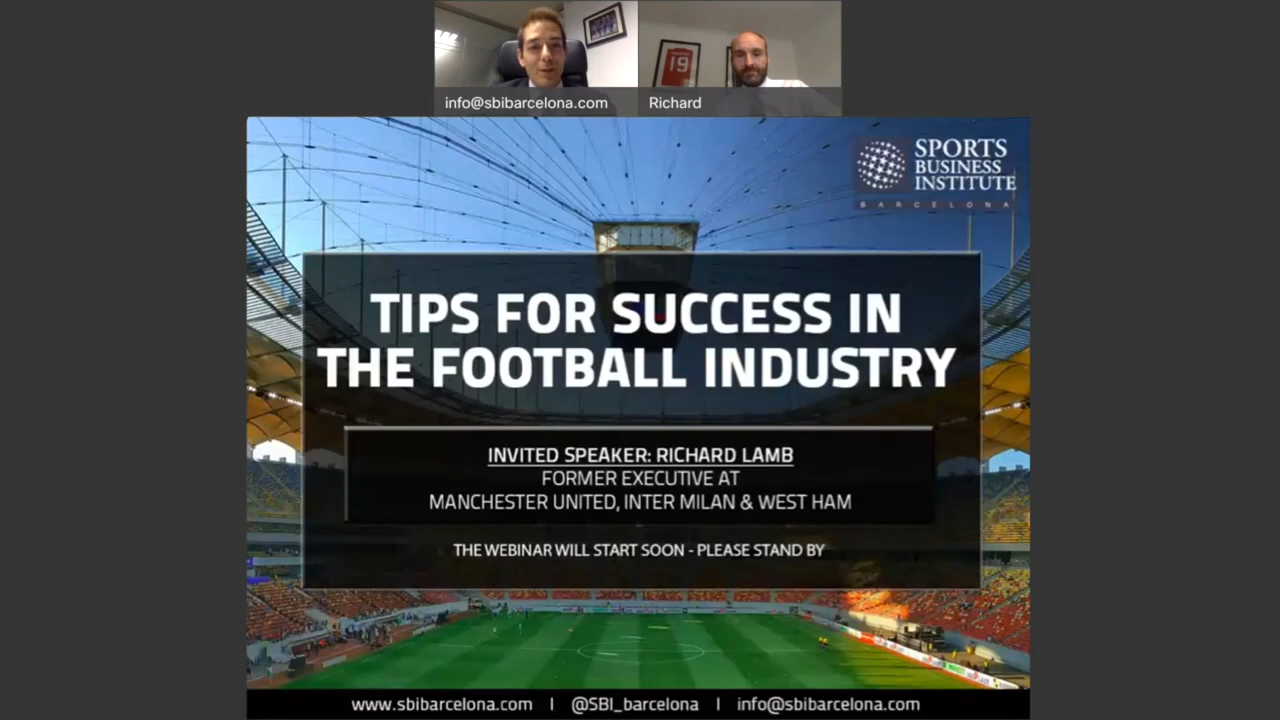 info@sbibarcelona.com
Richard
19
SPORTS
BUSINESS
INSTITUTE
BARCELONA
TIPS FOR SUCCESS IN
THE FOOTBALL INDUSTRY
INVITED SPEAKER: RICHARD LAMB
FORMER EXECUTIVE AT
MANCHESTER UNITED, INTER MILAN & WEST HAM
THE WEBINAR WILL START SOON - PLEASE STAND BY
www.sbibarcelona.com | @SBI_barcelona | info@sbibarcelona.com